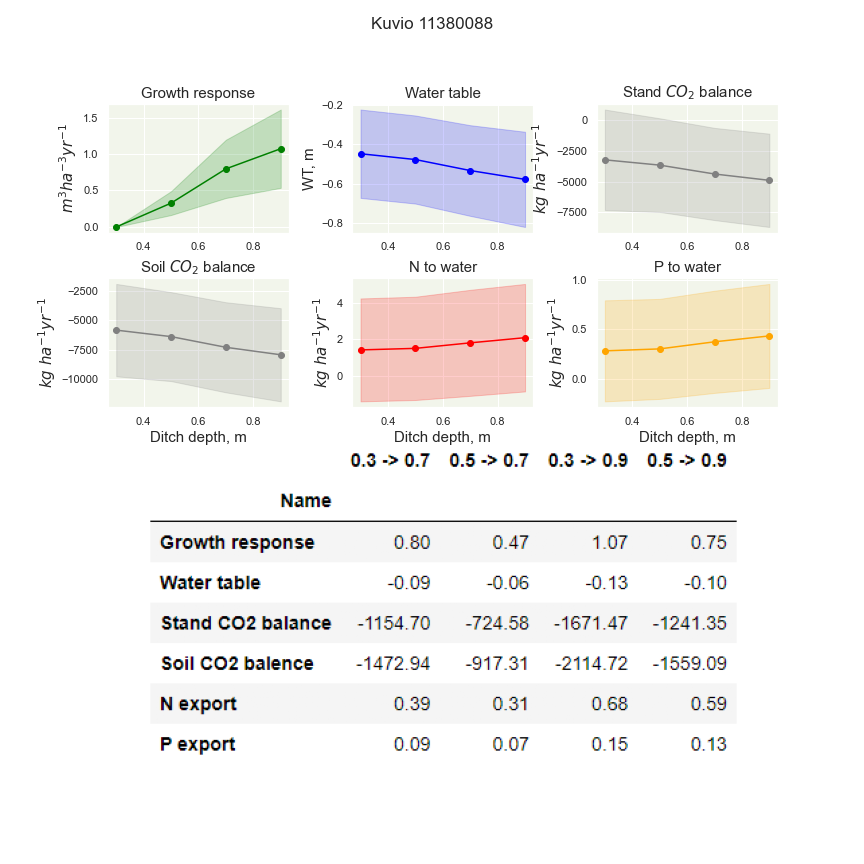 Kuvio 11380088
Growth response
Water table
Stand CO₂ balance
m³ha⁻³yr⁻¹
1.5
1.0
0.5
0.0
0.4 0.6 0.8
WT, m
−0.2
−0.4
−0.6
−0.8
0.4 0.6 0.8
kg ha⁻¹yr⁻¹
0
−2500
−5000
−7500
0.4 0.6 0.8
Soil CO₂ balance
N to water
P to water
kg ha⁻¹yr⁻¹
−2500
−5000
−7500
−10000
0.4 0.6 0.8
Ditch depth, m
kg ha⁻¹yr⁻¹
4
2
0
0.4 0.6 0.8
Ditch depth, m
kg ha⁻¹yr⁻¹
1.0
0.5
0.0
0.4 0.6 0.8
Ditch depth, m
0.3 -> 0.7 0.5 -> 0.7 0.3 -> 0.9 0.5 -> 0.9
Name
Growth response 0.80 0.47 1.07 0.75
Water table -0.09 -0.06 -0.13 -0.10
Stand CO2 balance -1154.70 -724.58 -1671.47 -1241.35
Soil CO2 balence -1472.94 -917.31 -2114.72 -1559.09
N export 0.39 0.31 0.68 0.59
P export 0.09 0.07 0.15 0.13